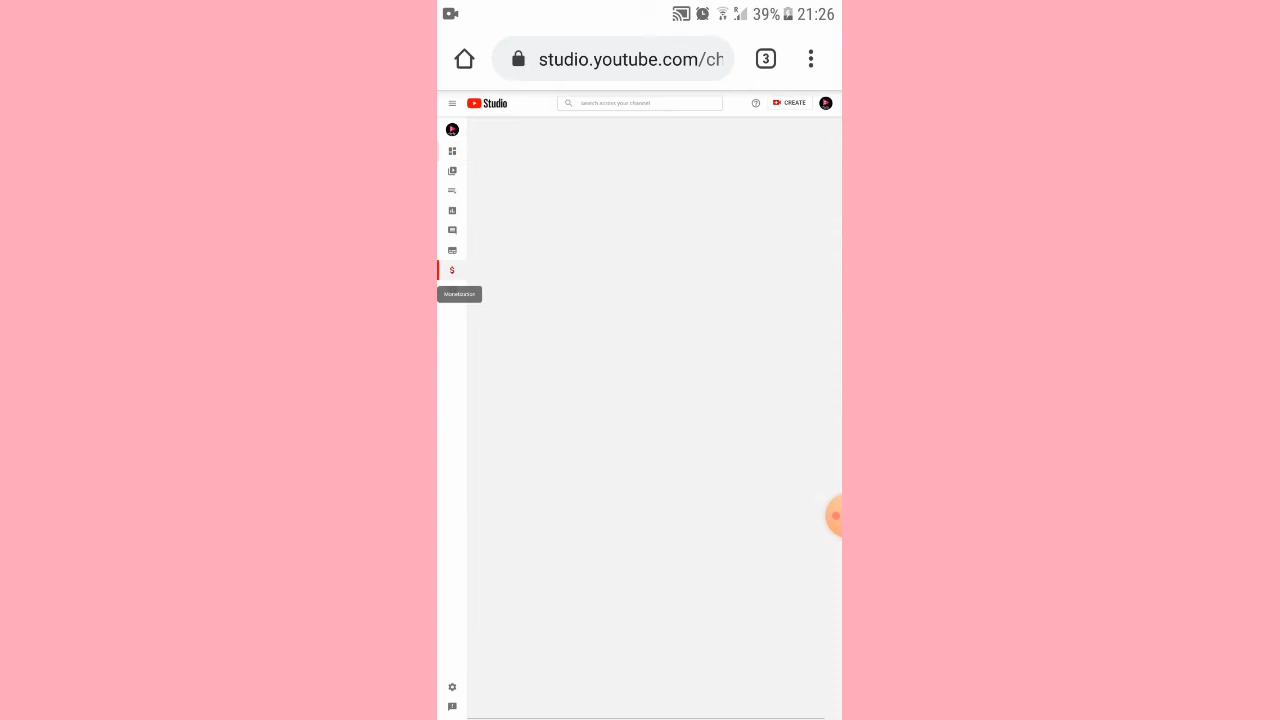 39% 21:26
studio.youtube.com/ch
3
Studio
Search across your channel
CREATE
$
Monetization